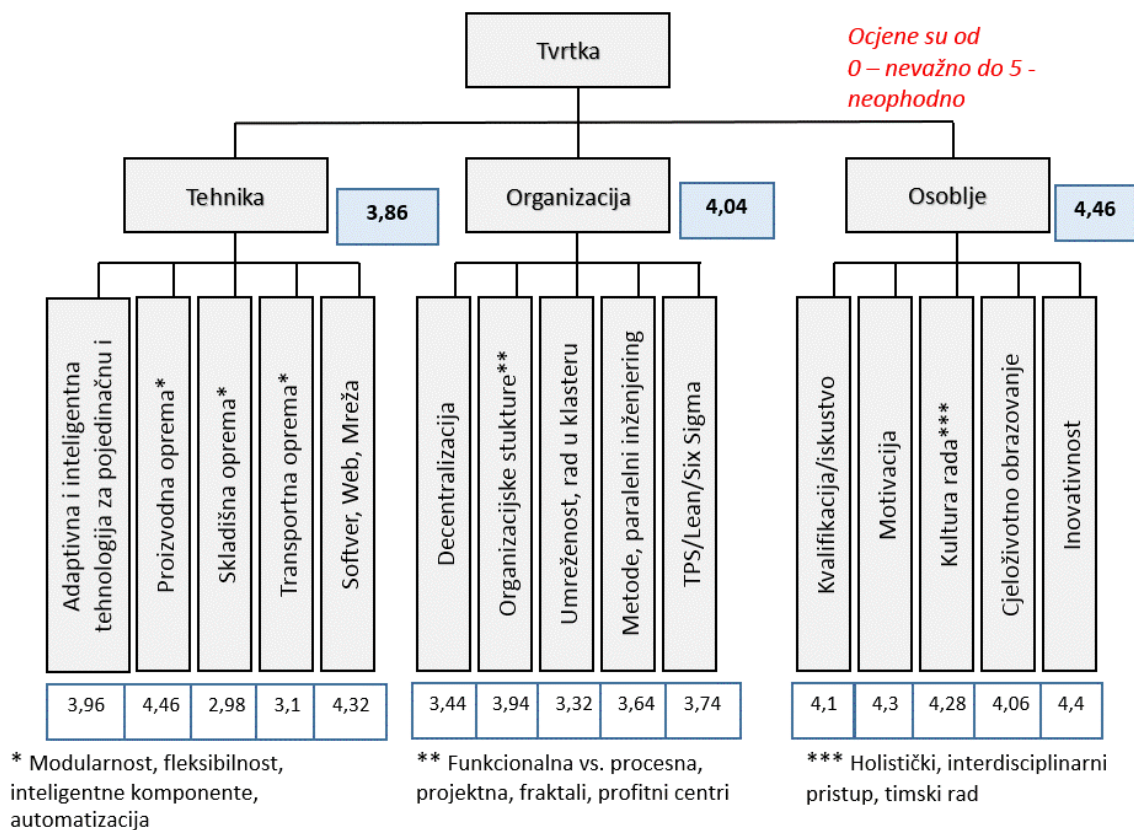 Tvrtka
Ocjene su od
0 – nevažno do 5 -
neophodno
Tehnika
3,86
Organizacija
4,04
Osoblje
4,46
Adaptivna i inteligentna
tehnologija za pojedinačnu i
Proizvodna oprema*
Skladišna oprema*
Transportna oprema*
Softver, Web, Mreža
Decentralizacija
Organizacijske stukture**
Umreženost, rad u klasteru
Metode, paralelni inženjering
TPS/Lean/Six Sigma
Kvalifikacija/iskustvo
Motivacija
Kultura rada***
Cjeloživotno obrazovanje
Inovativnost
3,96 4,46 2,98 3,1 4,32
3,44 3,94 3,32 3,64 3,74
4,1 4,3 4,28 4,06 4,4
* Modularnost, fleksibilnost,
inteligentne komponente,
automatizacija
** Funkcionalna vs. procesna,
projektna, fraktali, profitni centri
*** Holistički, interdisciplinarni
pristup, timski rad